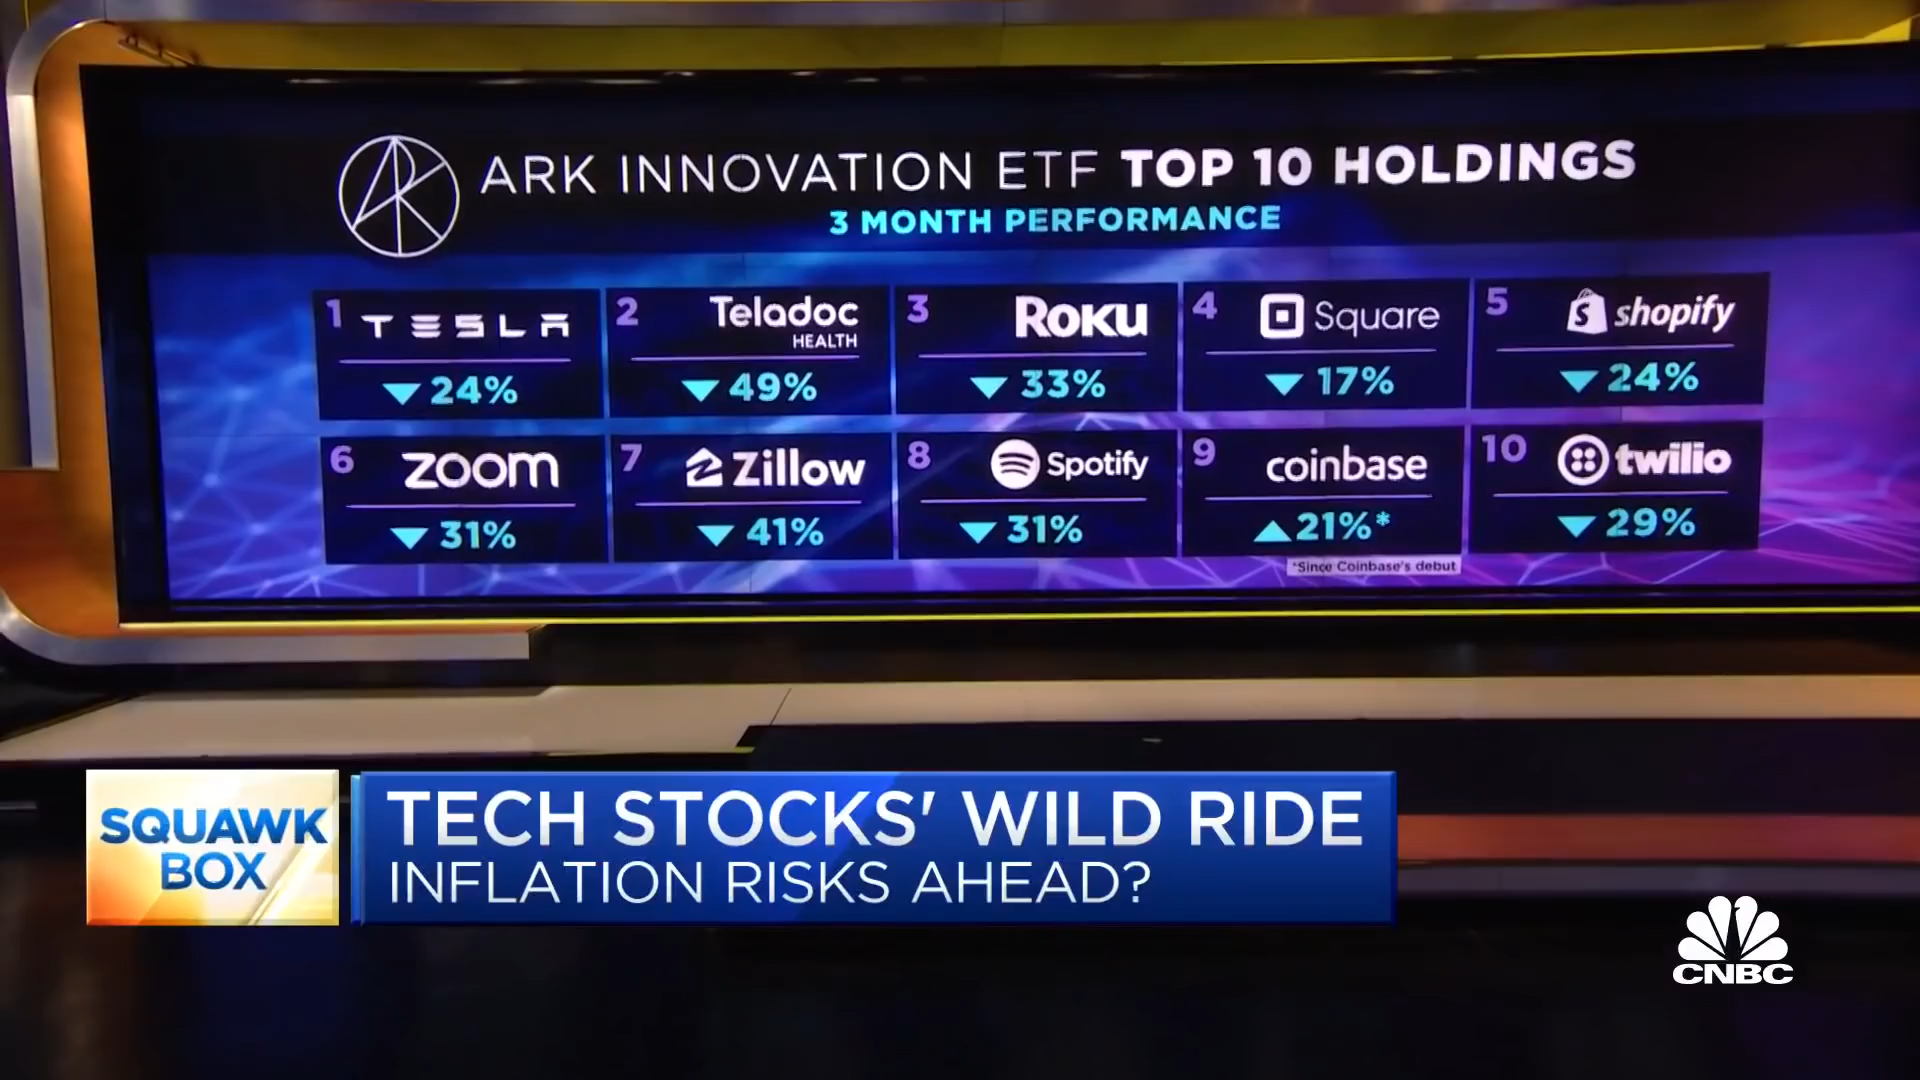 ARK INNOVATION ETF TOP 10 HOLDINGS
3 MONTH PERFORMANCE
1 TESLA
▼ 24%
2 Teladoc
HEALTH
▼ 49%
3 ROKU
▼ 33%
4 Square
▼ 17%
5 shopify
▼ 24%
6 zoom
▼ 31%
7 Zillow
▼ 41%
8 Spotify
▼ 31%
9 coinbase
▲ 21%*
*Since Coinbase's debut
10 twilio
▼ 29%
SQUAWK
BOX
TECH STOCKS' WILD RIDE
INFLATION RISKS AHEAD?
CNBC